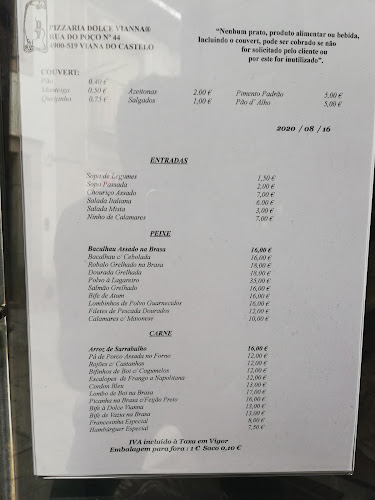 PIZZARIA DOLCE VIANNA®
RUA DO POÇO Nº 44
4900-519 VIANA DO CASTELO
"Nenhum prato, produto alimentar ou bebida,
Incluindo o couvert, pode ser cobrado se não
for solicitado pelo cliente ou
por este for inutilizado".
COUVERT:
Pão 0,40 €
Manteiga 0,50 € Azeitonas 2,00 € Pimento Padrão 5,00 €
Queijinho 0,75 € Salgados 1,00 € Pão d´Alho 5,00 €
2020 / 08 / 16
ENTRADAS
Sopa de Legumes 1,50 €
Sopa Passada 2,00 €
Chouriço Assado 7,00 €
Salada Italiana 6.00 €
Salada Mista 3,00 €
Ninho de Calamares 7,00 €
PEIXE
Bacalhau Assado na Brasa 16,00 €
Bacalhau c/ Cebolada 16,00 €
Robalo Grelhado na Brasa 18,00 €
Dourada Grelhada 16,00 €
Polvo à Lagareiro 35,00 €
Salmão Grelhado 16,00 €
Bife de Atum 16,00 €
Lombinhos de Polvo Guarnecidos 16,00 €
Filetes de Pescada Dourados 12,00 €
Calamares c/ Maionese 10,00 €
CARNE
Arroz de Sarrabulho 16,00 €
Pá de Porco Assada no Forno 12,00 €
Rojões c/ Castanhas 12,00 €
Bifinhos de Boi c/ Cogumelos 12,00 €
Escalopes de Frango a Napolitana 12,00 €
Cordon Bleu 13,00 €
Lombo de Boi na Brasa 17,00 €
Picanha na Brasa c/Feijão Preto 16,00 €
Bife à Dolce Vianna 13,00 €
Bife de Vazia na Brasa 13,00 €
Francesinha Especial 8,00 €
Hambúrguer Especial 7,50 €
IVA incluído à Taxa em Vigor
Embalagem para fora : 1 € Saco 0,10 €